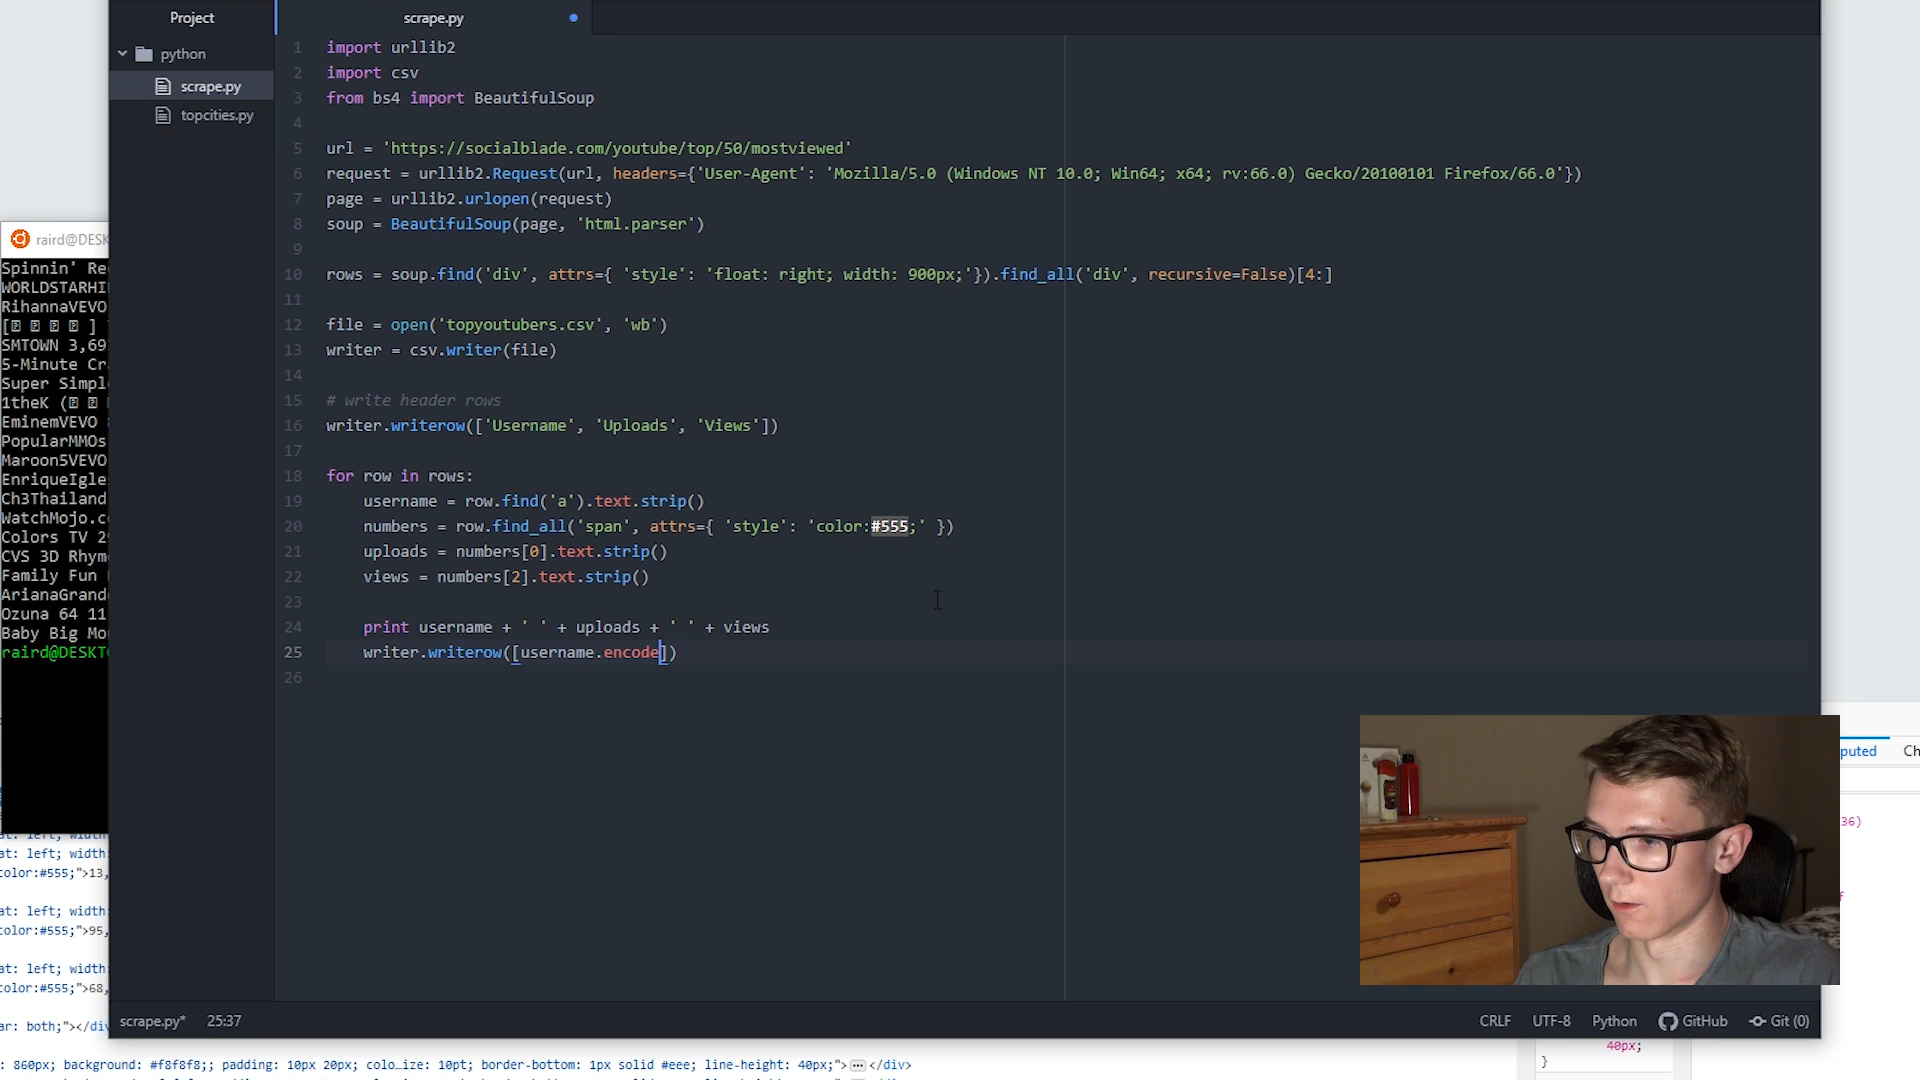 Project
scrape.py
python
scrape.py
topcities.py
1 import urllib2
2 import csv
3 from bs4 import BeautifulSoup
4
5 url = 'https://socialblade.com/youtube/top/50/mostviewed'
6 request = urllib2.Request(url, headers={'User-Agent': 'Mozilla/5.0 (Windows NT 10.0; Win64; x64; rv:66.0) Gecko/20100101 Firefox/66.0'})
7 page = urllib2.urlopen(request)
8 soup = BeautifulSoup(page, 'html.parser')
9
10 rows = soup.find('div', attrs={ 'style': 'float: right; width: 900px;'}).find_all('div', recursive=False)[4:]
11
12 file = open('topyoutubers.csv', 'wb')
13 writer = csv.writer(file)
14
15 # write header rows
16 writer.writerow(['Username', 'Uploads', 'Views'])
17
18 for row in rows:
19 username = row.find('a').text.strip()
20 numbers = row.find_all('span', attrs={ 'style': 'color:#555;' })
21 uploads = numbers[0].text.strip()
22 views = numbers[2].text.strip()
23
24 print username + ' ' + uploads + ' ' + views
25 writer.writerow([username.encode])
26
raird@DESK
Spinnin' Re
WORLDSTARHI
RihannaVEVO
SMTOWN 3,69
5-Minute Cr
Super Simpl
1theK (
EminemVEVO
PopularMMOs
Maroon5VEVO
EnriqueIgle
Ch3Thailand
WatchMojo.c
Colors TV 29
CVS 3D Rhym
Family Fun
ArianaGrand
Ozuna 64 11
Baby Big Mo
raird@DESKT
at: left; width:
at: left; width:
color:#555;">13,
at: left; width:
color:#555;">95,
at: left; width:
color:#555;">68,
ar: both;"></div
puted
Ch
36)
scrape.py*
25:37
CRLF
UTF-8
Python
GitHub
Git (0)
: 860px; background: #f8f8f8;; padding: 10px 20px; colo…ize: 10pt; border-bottom: 1px solid #eee; line-height: 40px;">…</div>
40px;
}